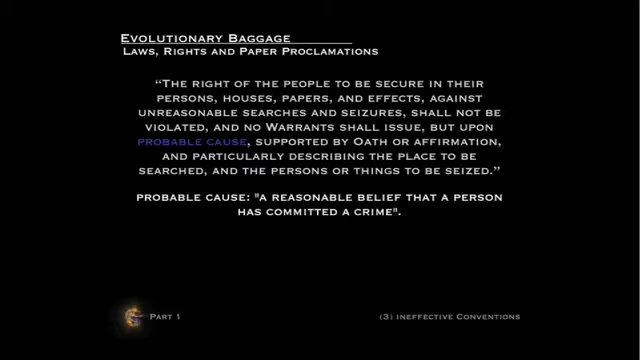 Evolutionary Baggage
Laws, Rights and Paper Proclamations
“The right of the people to be secure in their
persons, houses, papers, and effects, against
unreasonable searches and seizures, shall not be
violated, and no Warrants shall issue, but upon
probable cause, supported by Oath or affirmation,
and particularly describing the place to be
searched, and the persons or things to be seized.”
probable cause: "a reasonable belief that a person
has committed a crime".
Part 1
(3) ineffective Conventions